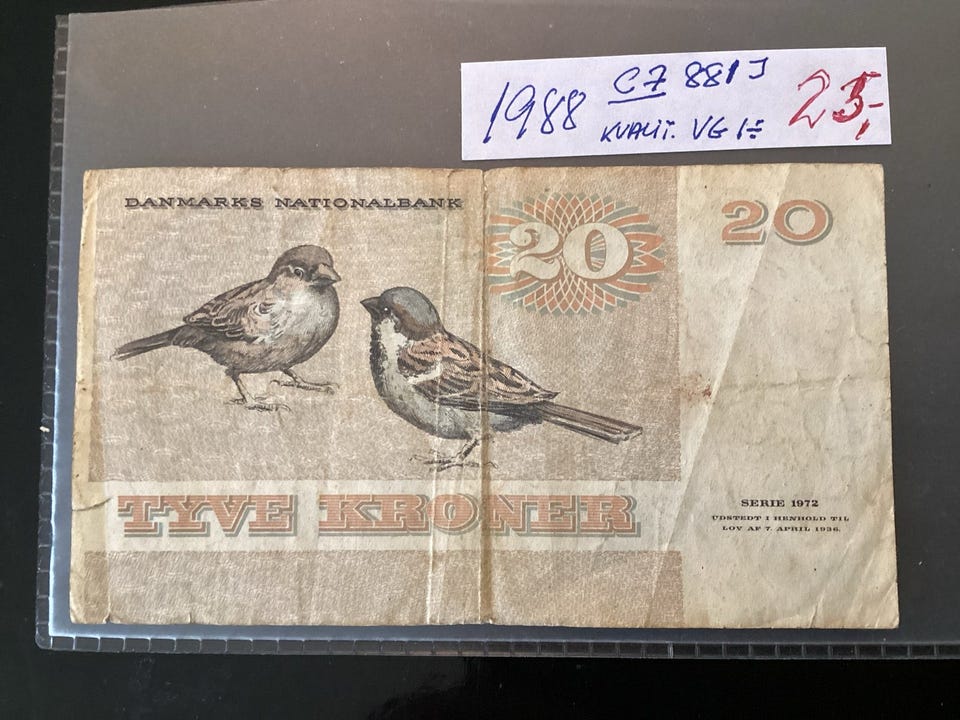 1988 C7 881J 25,-
KVALIT. VG 1÷
DANMARKS NATIONALBANK
20 20
TYVE KRONER
SERIE 1972
UDSTEDT I HENHOLD TIL
LOV AF 7. APRIL 1936.